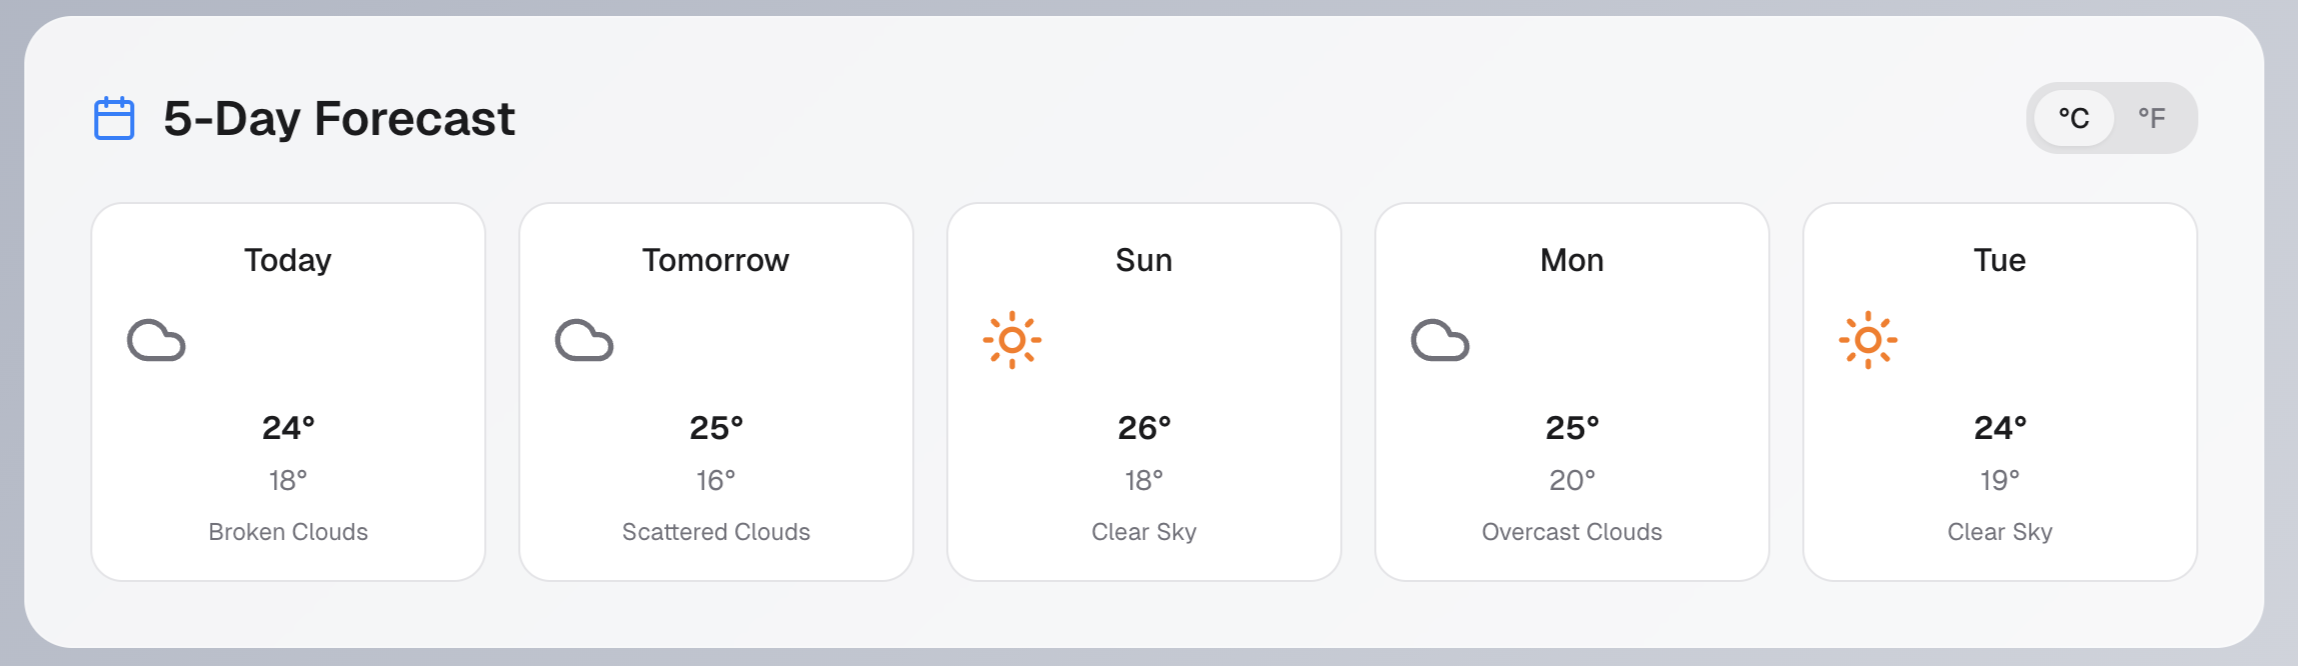 5-Day Forecast
°C °F
Today
24°
18°
Broken Clouds
Tomorrow
25°
16°
Scattered Clouds
Sun
26°
18°
Clear Sky
Mon
25°
20°
Overcast Clouds
Tue
24°
19°
Clear Sky